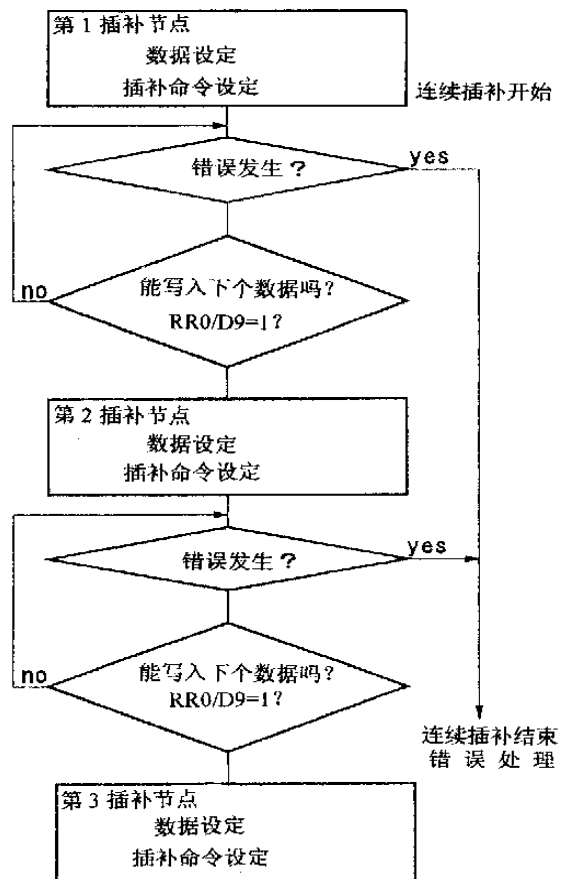 第1插补节点
数据设定
插补命令设定
连续插补开始
错误发生？
yes
能写入下个数据吗？
RR0/D9=1？
no
第2插补节点
数据设定
插补命令设定
错误发生？
yes
能写入下个数据吗？
RR0/D9=1？
no
连续插补结束
错误处理
第3插补节点
数据设定
插补命令设定